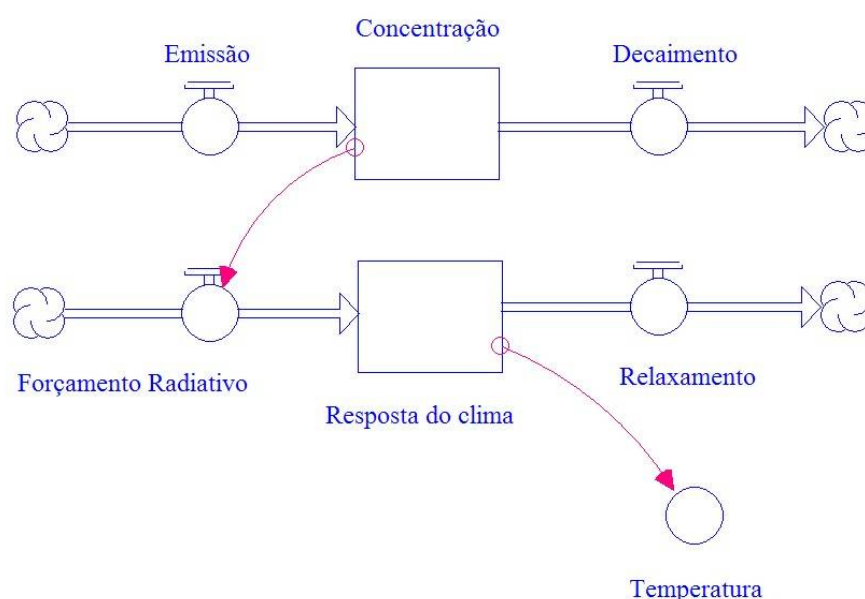 Concentração
Emissão
Decaimento
Forçamento Radiativo
Resposta do clima
Relaxamento
Temperatura